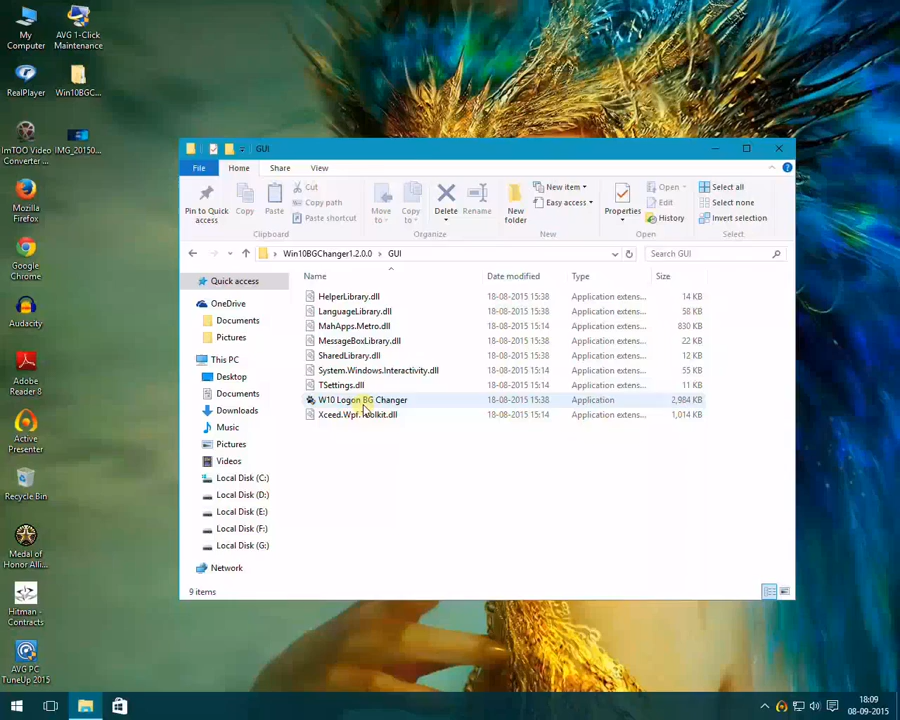 My Computer
AVG 1-Click Maintenance
RealPlayer
Win10BGC...
ImTOO Video Converter ...
IMG_20150...
Mozilla Firefox
Google Chrome
Audacity
Adobe Reader 8
Active Presenter
Recycle Bin
Medal of Honor Alli...
Hitman - Contracts
AVG PC TuneUp 2015
GUI
File Home Share View
Pin to Quick access
Copy
Paste
Cut
Copy path
Paste shortcut
Clipboard
Move to
Copy to
Delete
Rename
Organize
New folder
New item
Easy access
New
Properties
Open
Edit
History
Open
Select all
Select none
Invert selection
Select
Win10BGChanger1.2.0.0 › GUI
Search GUI
Quick access
OneDrive
Documents
Pictures
This PC
Desktop
Documents
Downloads
Music
Pictures
Videos
Local Disk (C:)
Local Disk (D:)
Local Disk (E:)
Local Disk (F:)
Local Disk (G:)
Network
Name Date modified Type Size
HelperLibrary.dll 18-08-2015 15:38 Application extens... 14 KB
LanguageLibrary.dll 18-08-2015 15:38 Application extens... 58 KB
MahApps.Metro.dll 18-08-2015 15:14 Application extens... 830 KB
MessageBoxLibrary.dll 18-08-2015 15:38 Application extens... 22 KB
SharedLibrary.dll 18-08-2015 15:38 Application extens... 12 KB
System.Windows.Interactivity.dll 18-08-2015 15:14 Application extens... 55 KB
TSettings.dll 18-08-2015 15:14 Application extens... 11 KB
W10 Logon BG Changer 18-08-2015 15:38 Application 2,984 KB
Xceed.Wpf.Toolkit.dll 18-08-2015 15:14 Application extens... 1,014 KB
9 items
18:09
08-09-2015